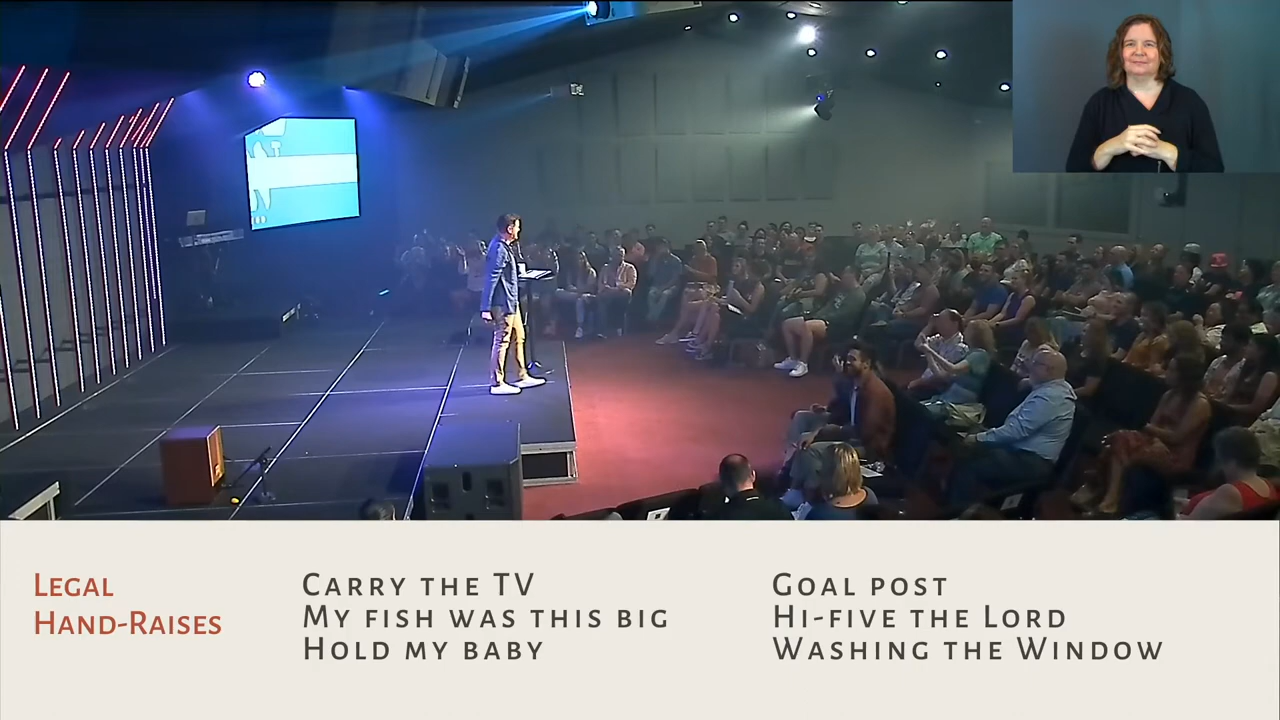 Legal
Hand-Raises
Carry the TV
My fish was this big
Hold my baby
Goal post
Hi-five the Lord
Washing the Window